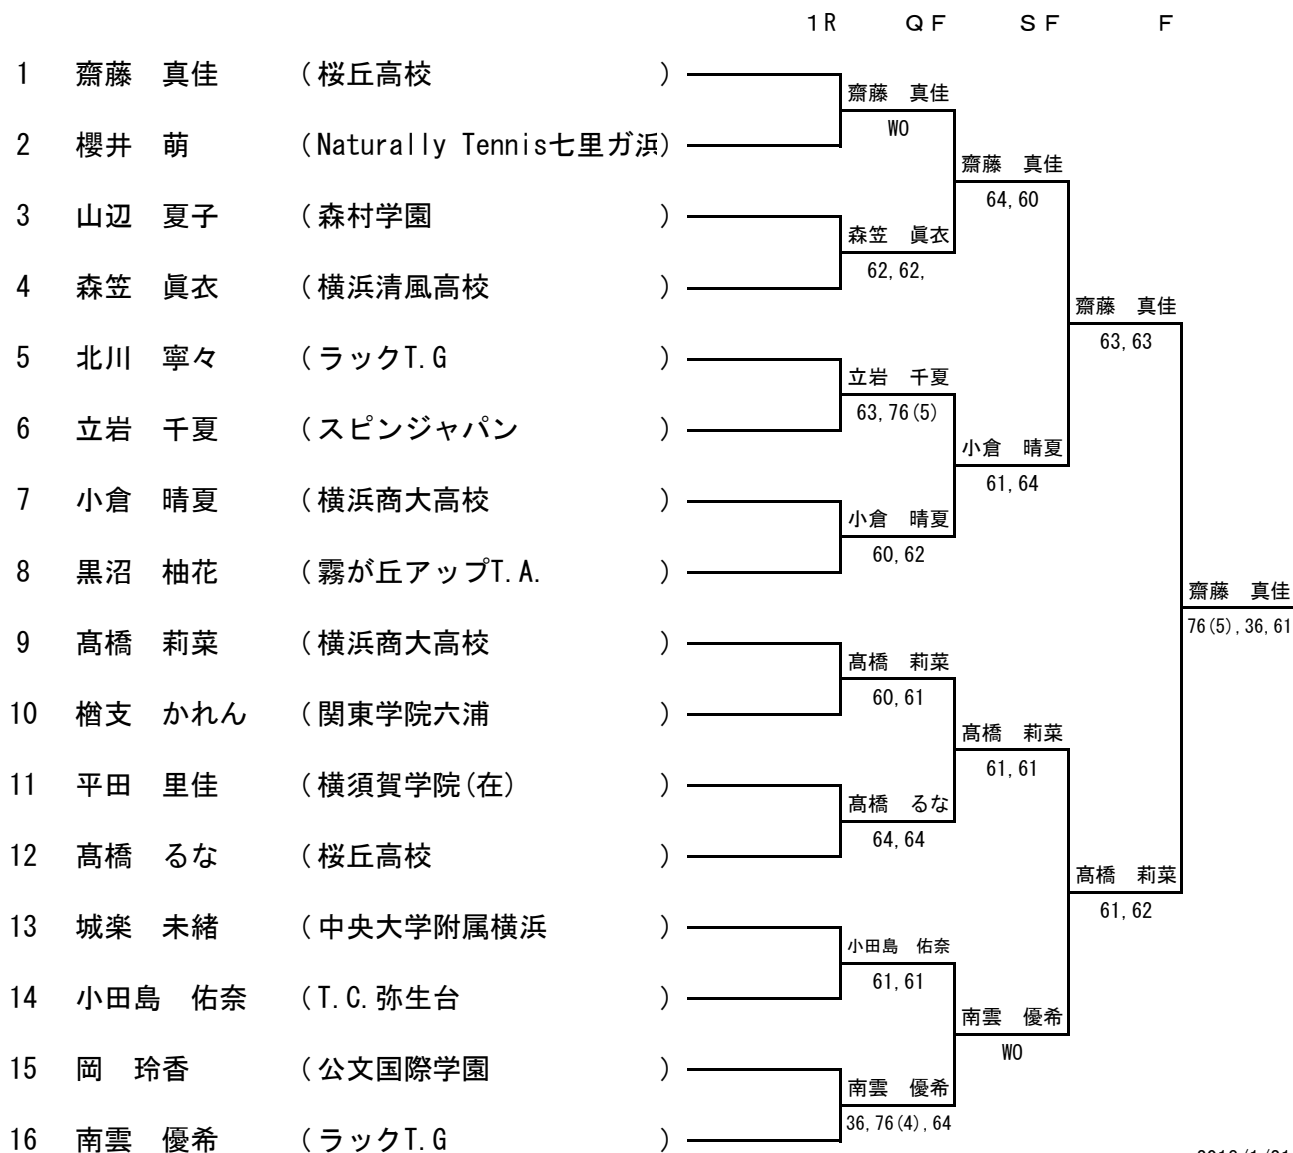 1R ＱＦ ＳＦ Ｆ
1 齋藤　真佳 （桜丘高校 ）
齋藤　真佳
WO
2 櫻井　萌 （Naturally Tennis七里ガ浜）
齋藤　真佳
64,60
3 山辺　夏子 （森村学園 ）
森笠　眞衣
62,62,
4 森笠　眞衣 （横浜清風高校 ）
齋藤　真佳
63,63
5 北川　寧々 （ラックT.G ）
立岩　千夏
63,76(5)
6 立岩　千夏 （スピンジャパン ）
小倉　晴夏
61,64
7 小倉　晴夏 （横浜商大高校 ）
小倉　晴夏
60,62
8 黒沼　柚花 （霧が丘アップT.A. ）
齋藤　真佳
76(5),36,61
9 髙橋　莉菜 （横浜商大高校 ）
髙橋　莉菜
60,61
10 楢支　かれん （関東学院六浦 ）
髙橋　莉菜
61,61
11 平田　里佳 （横須賀学院(在) ）
髙橋　るな
64,64
12 髙橋　るな （桜丘高校 ）
髙橋　莉菜
61,62
13 城楽　未緒 （中央大学附属横浜 ）
小田島　佑奈
61,61
14 小田島　佑奈 （T.C.弥生台 ）
南雲　優希
WO
15 岡　玲香 （公文国際学園 ）
南雲　優希
36,76(4),64
16 南雲　優希 （ラックT.G ）